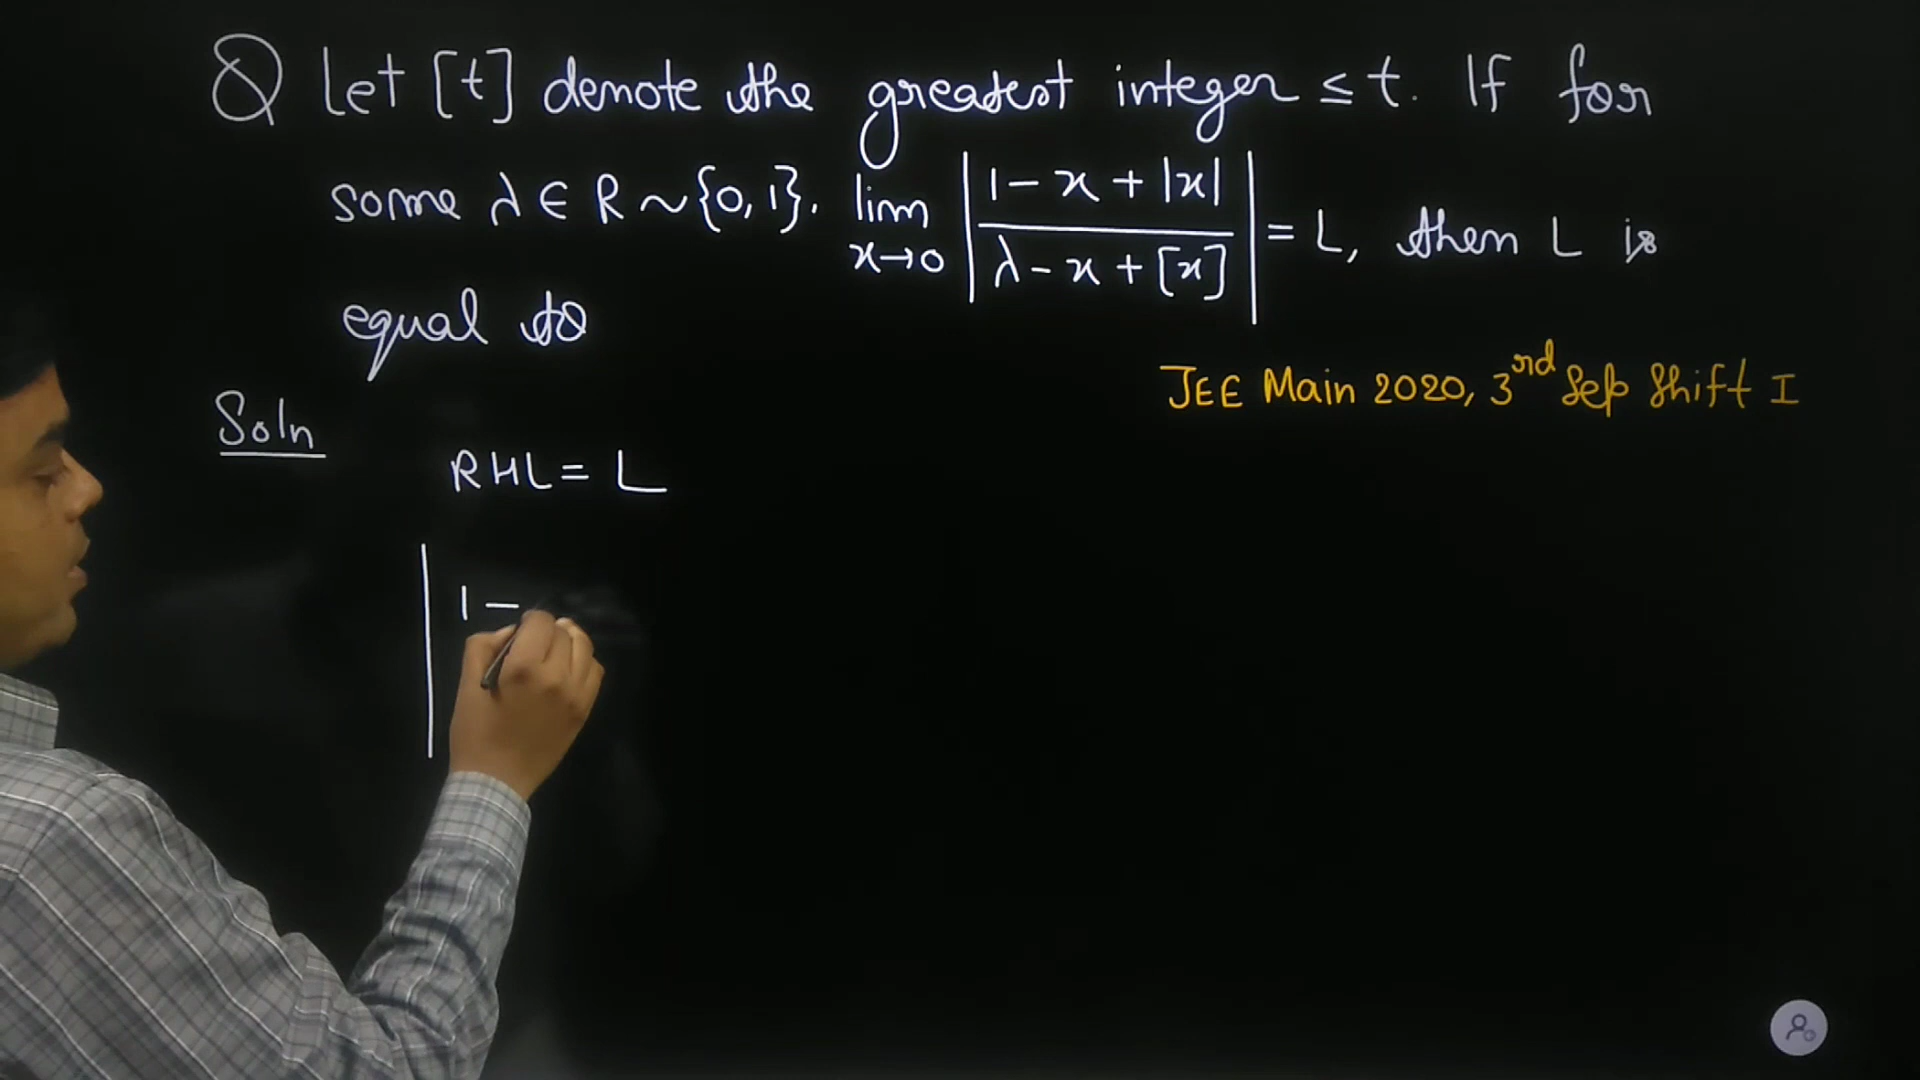 Q Let [t] denote the greatest integer ≤ t. If for
some λ ∈ R ~ {0, 1}, lim x→0 | (1 - x + |x|) / (λ - x + [x]) | = L, then L is
equal to
JEE Main 2020, 3rd Sep Shift I
Soln
RHL = L
| 1 -